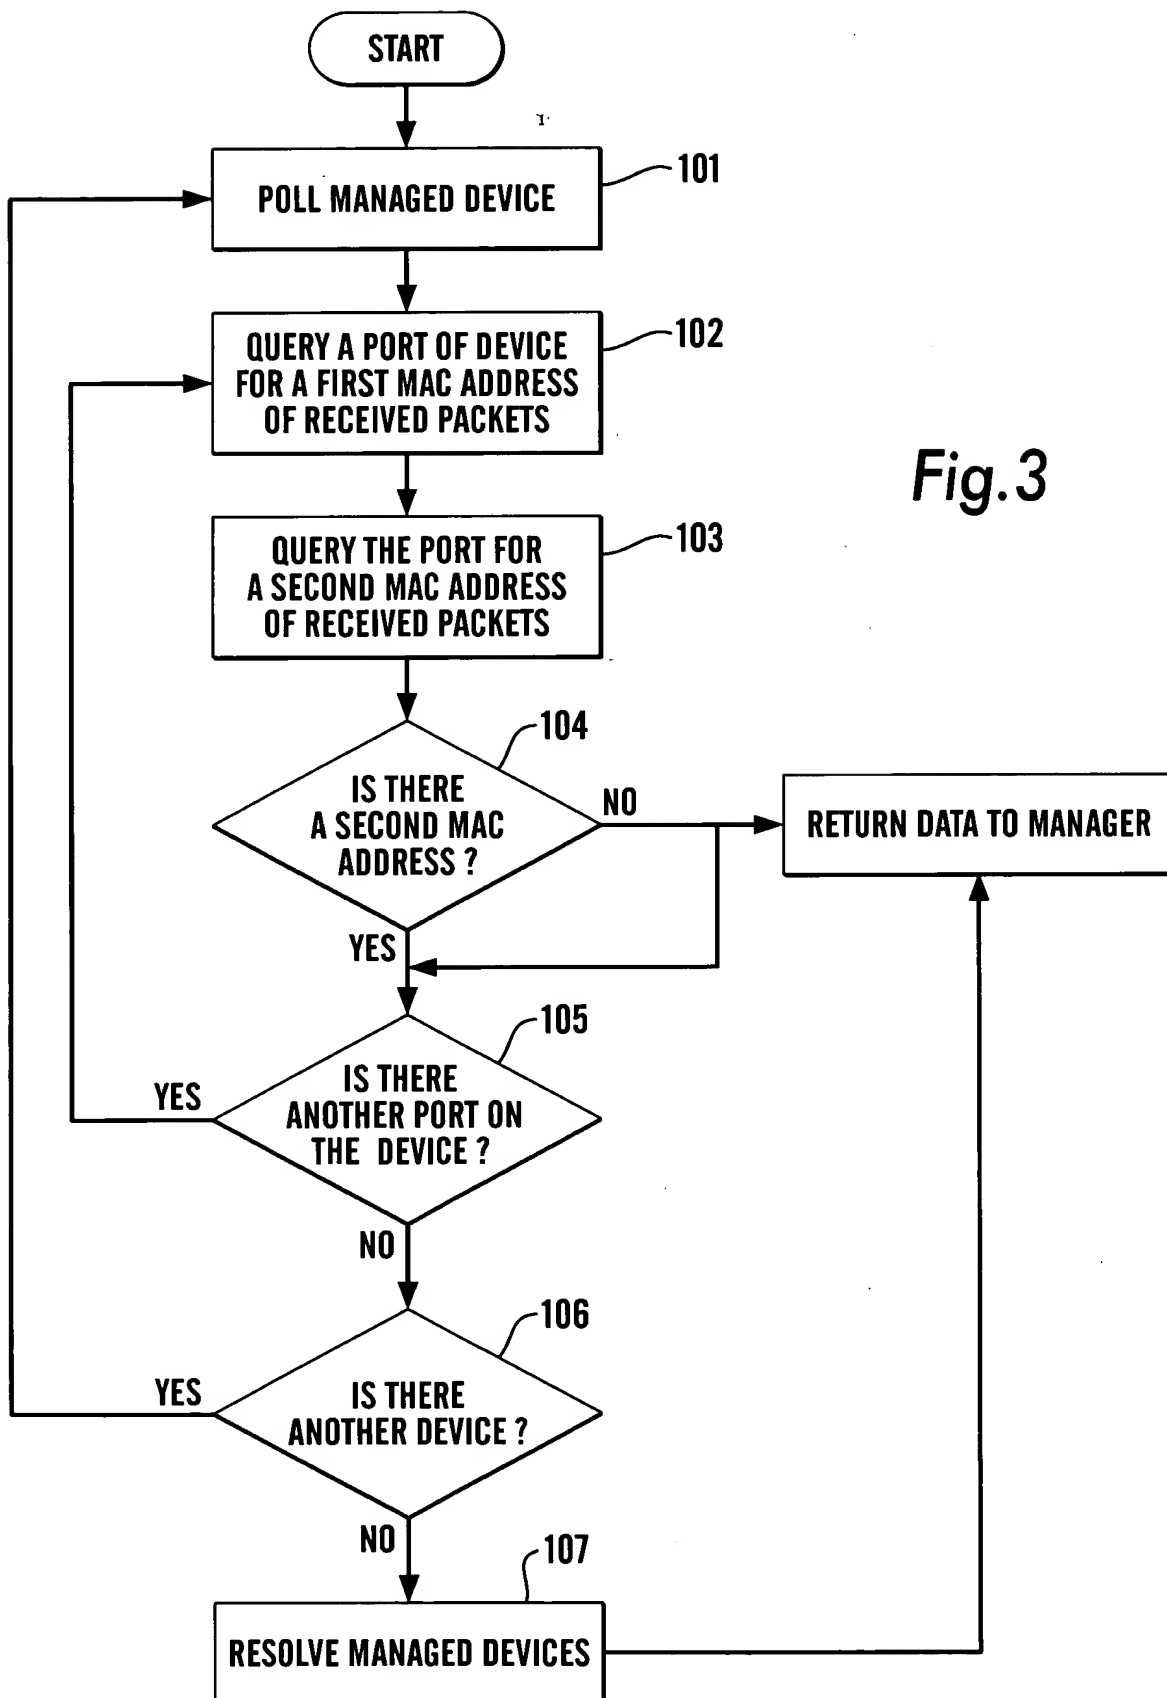 START
101
POLL MANAGED DEVICE
102
QUERY A PORT OF DEVICE
FOR A FIRST MAC ADDRESS
OF RECEIVED PACKETS
Fig.3
103
QUERY THE PORT FOR
A SECOND MAC ADDRESS
OF RECEIVED PACKETS
104
IS THERE
A SECOND MAC
ADDRESS ?
NO
RETURN DATA TO MANAGER
YES
105
IS THERE
ANOTHER PORT ON
THE DEVICE ?
YES
NO
106
IS THERE
ANOTHER DEVICE ?
YES
NO
107
RESOLVE MANAGED DEVICES